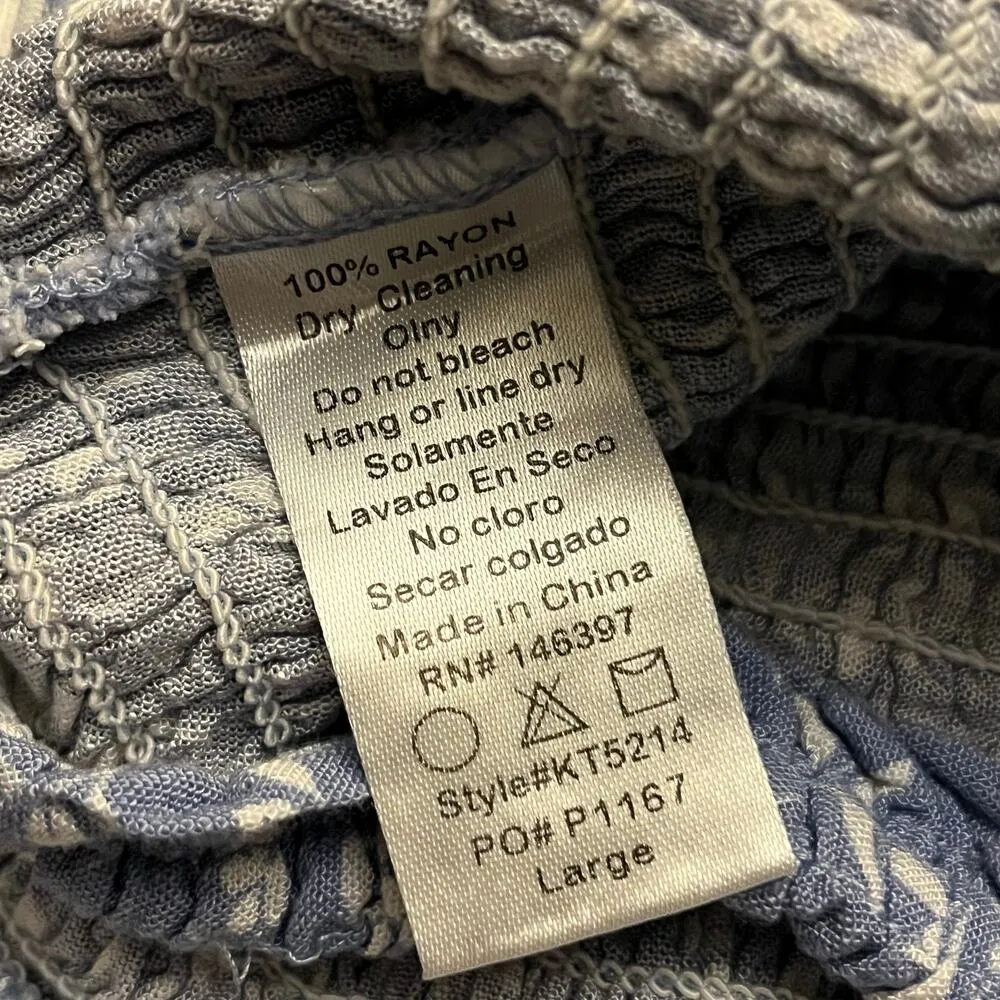 100% RAYON
Dry Cleaning
Olny
Do not bleach
Hang or line dry
Solamente
Lavado En Seco
No cloro
Secar colgado
Made in China
RN# 146397
Style#KT5214
PO# P1167
Large